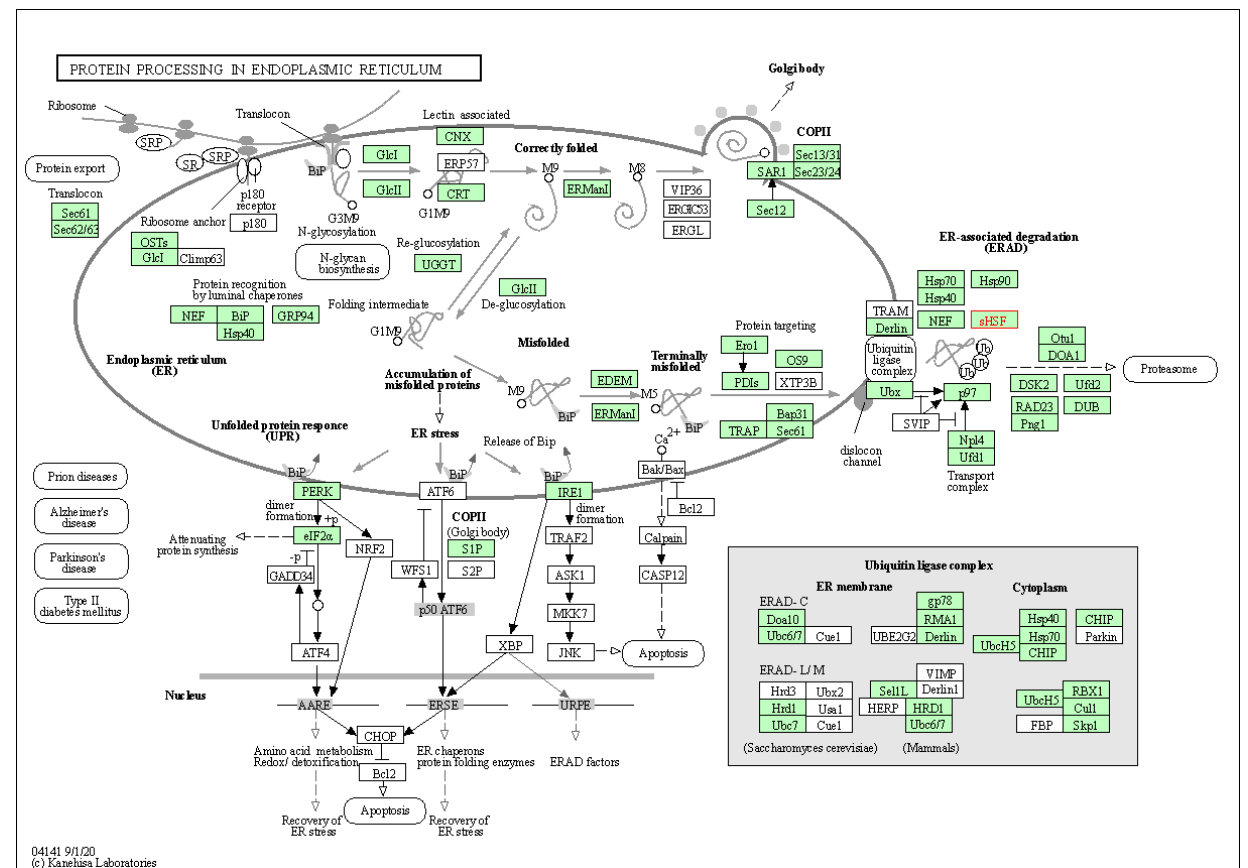 PROTEIN PROCESSING IN ENDOPLASMIC RETICULUM
Golgi body
Ribosome
Translocon
Lectin associated
COPII
SRP
SR
SRP
CNX
ERP57
CRT
GlcI
GlcII
BiP
Correctly folded
M9
M8
ERManI
VIP36
ERGIC53
ERGL
Sec13/31
SAR1
Sec23/24
Sec12
Protein export
Translocon
Sec61
Sec62/63
p180
receptor
p180
Ribosome anchor
OSTs
GlcI
Climp63
G3M9
N-glycosylation
N-glycan
biosynthesis
G1M9
Re-glucosylation
UGGT
GlcII
De-glucosylation
ER-associated degradation
(ERAD)
Hsp70
Hsp90
Hsp40
NEF
sHSF
TRAM
Derlin
Ubiquitin
ligase
complex
Ubx
p97
SVIP
Npl4
Ufd1
Transport
complex
dislocon
channel
Ub
Ub
Ub
Otu1
DOA1
DSK2
Ufd2
RAD23
DUB
Png1
Proteasome
Protein recognition
by luminal chaperones
NEF
BiP
GRP94
Hsp40
Folding intermediate
G1M9
Endoplasmic reticulum
(ER)
Misfolded
Accumulation of
misfolded proteins
M9
BiP
EDEM
ERManI
Terminally
misfolded
M5
BiP
Protein targeting
Ero1
PDIs
OS9
XTP3B
Bap31
TRAP
Sec61
Unfolded protein responce
(UPR)
ER stress
Release of Bip
Ca2+
Bak/Bax
Bcl2
Calpain
CASP12
Apoptosis
Prion diseases
Alzheimer's
disease
Parkinson's
disease
Type II
diabetes mellitus
BiP
PERK
dimer
formation
+p
eIF2α
Attenuating
protein synthesis
-p
GADD34
NRF2
ATF4
BiP
ATF6
COPII
(Golgi body)
S1P
S2P
WFS1
p50 ATF6
BiP
IRE1
dimer
formation
TRAF2
ASK1
MKK7
JNK
XBP
Nucleus
AARE
ERSE
URPE
CHOP
Bcl2
Apoptosis
Amino acid metabolism
Redox/ detoxification
ER chaperons
protein folding enzymes
ERAD factors
Recovery of
ER stress
Recovery of
ER stress
Ubiquitin ligase complex
ER membrane
Cytoplasm
ERAD- C
Doa10
Ubc6/7
Cue1
gp78
RMA1
UBE2G2
Derlin
Hsp40
Hsp70
UbcH5
CHIP
CHIP
Parkin
ERAD- L/ M
Hrd3
Ubx2
Hrd1
Usa1
Ubc7
Cue1
VIMP
Sel1L
Derlin1
HERP
HRD1
Ubc6/7
UbcH5
RBX1
Cul1
FBP
Skp1
(Saccharomyces cerevisiae)
(Mammals)
04141 9/1/20
(c) Kanehisa Laboratories